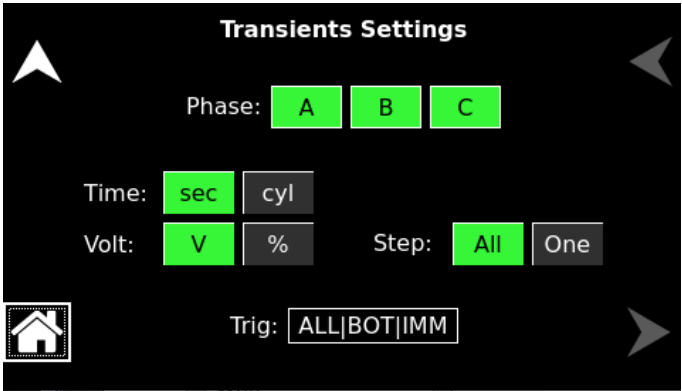 Transients Settings
Phase: A B C
Time: sec cyl
Volt: V % Step: All One
Trig: ALL|BOT|IMM